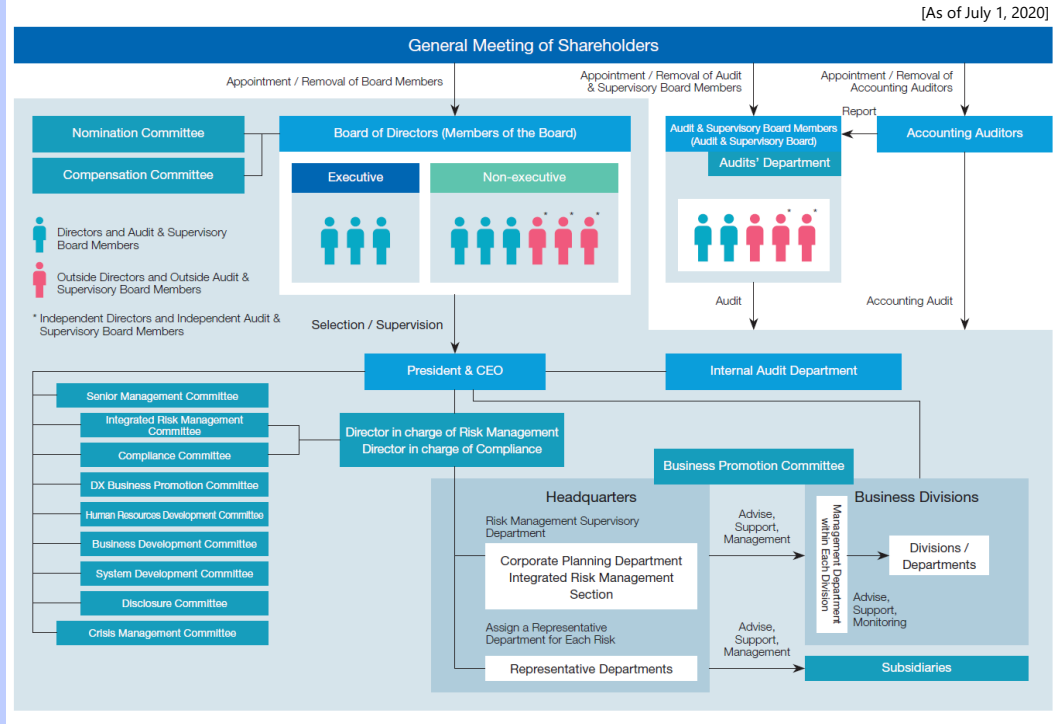 [As of July 1, 2020]
General Meeting of Shareholders
Appointment / Removal of Board Members
Appointment / Removal of Audit
& Supervisory Board Members
Appointment / Removal of
Accounting Auditors
Nomination Committee
Compensation Committee
Board of Directors (Members of the Board)
Executive
Non-executive
* * *
Report
Audit & Supervisory Board Members
(Audit & Supervisory Board)
Audits' Department
* *
Accounting Auditors
Directors and Audit & Supervisory
Board Members
Outside Directors and Outside Audit &
Supervisory Board Members
* Independent Directors and Independent Audit &
Supervisory Board Members
Selection / Supervision
Audit
Accounting Audit
President & CEO
Internal Audit Department
Senior Management Committee
Integrated Risk Management
Committee
Compliance Committee
DX Business Promotion Committee
Human Resources Development Committee
Business Development Committee
System Development Committee
Disclosure Committee
Crisis Management Committee
Director in charge of Risk Management
Director in charge of Compliance
Business Promotion Committee
Headquarters
Risk Management Supervisory
Department
Corporate Planning Department
Integrated Risk Management
Section
Assign a Representative
Department for Each Risk
Representative Departments
Advise,
Support,
Management
Advise,
Support,
Management
Business Divisions
Management Department
within Each Division
Divisions /
Departments
Advise,
Support,
Monitoring
Subsidiaries